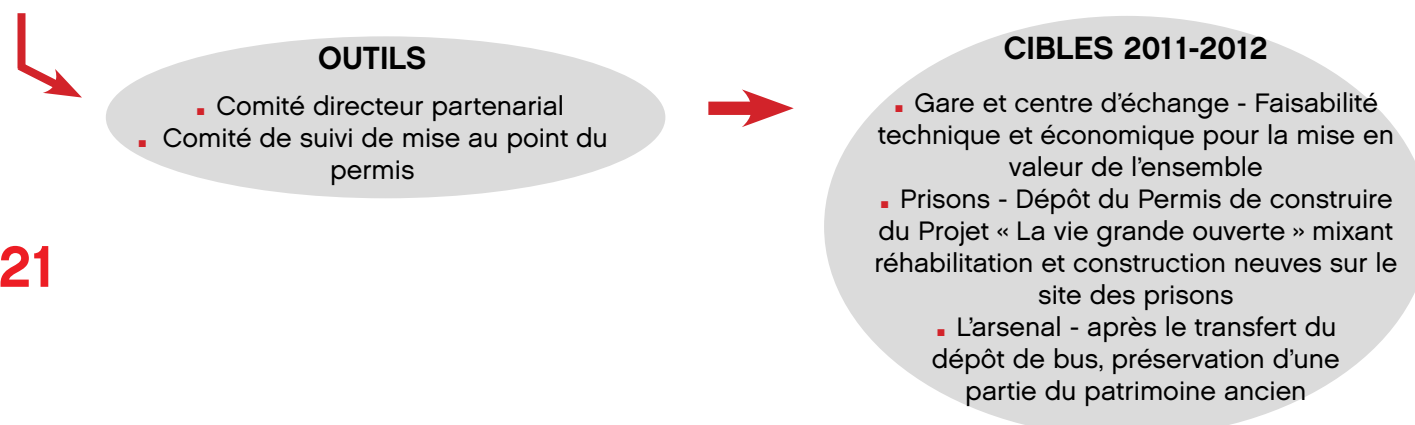 OUTILS
▪ Comité directeur partenarial
▪ Comité de suivi de mise au point du
permis
CIBLES 2011-2012
▪ Gare et centre d’échange - Faisabilité
technique et économique pour la mise en
valeur de l’ensemble
▪ Prisons - Dépôt du Permis de construire
du Projet « La vie grande ouverte » mixant
réhabilitation et construction neuves sur le
site des prisons
▪ L’arsenal - après le transfert du
dépôt de bus, préservation d’une
partie du patrimoine ancien
21